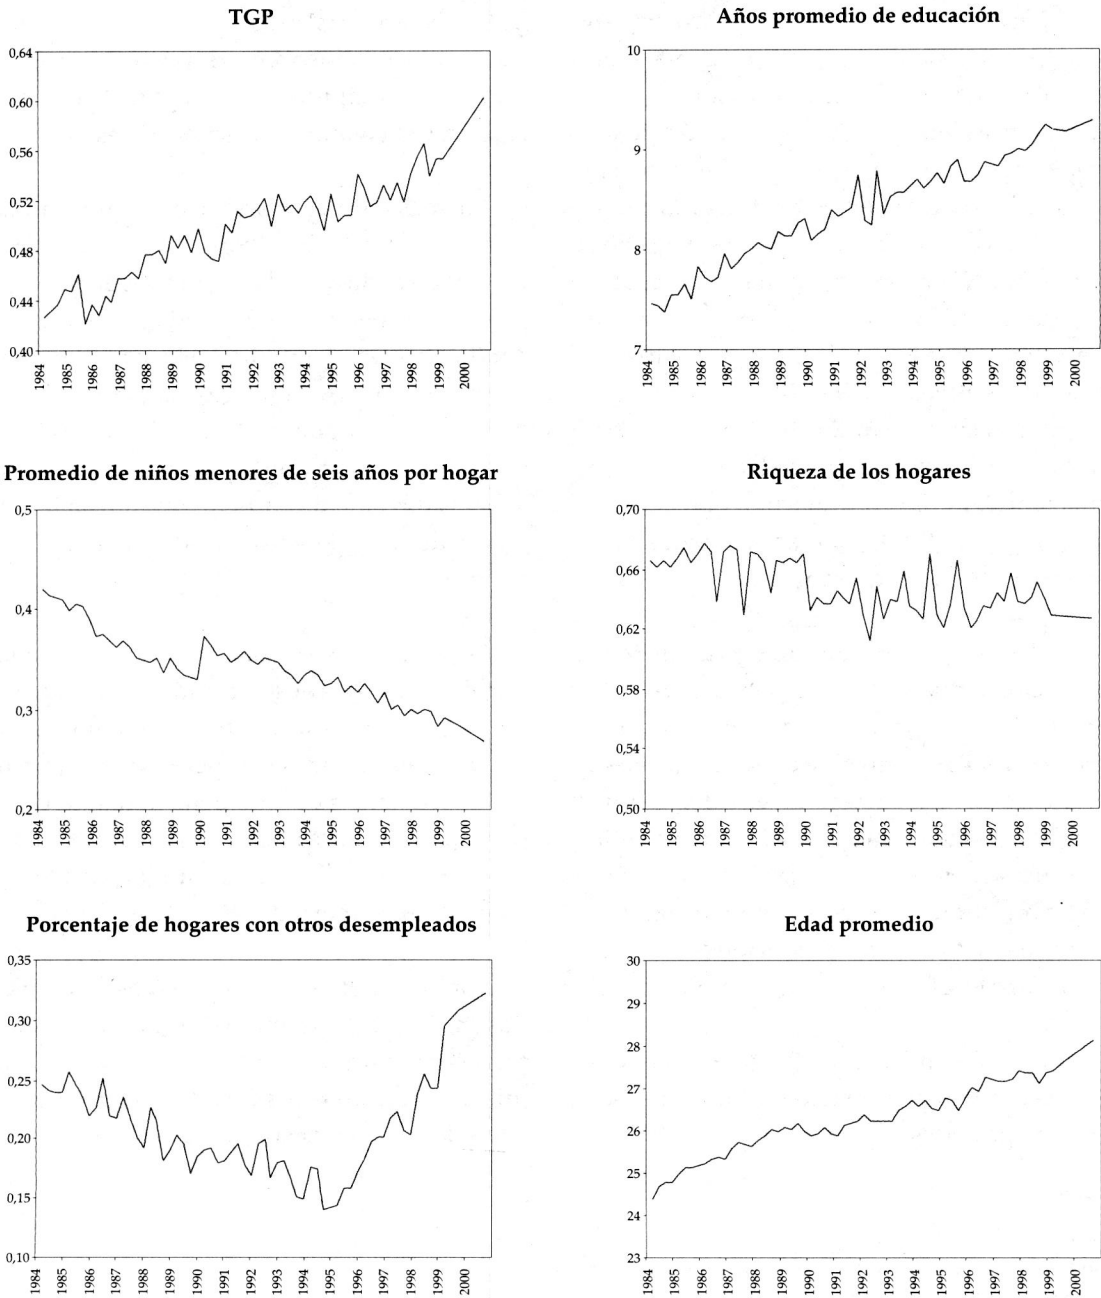 TGP
0,64
0,60
0,56
0,52
0,48
0,44
0,40
1984 1985 1986 1987 1988 1989 1990 1991 1992 1993 1994 1995 1996 1997 1998 1999 2000
Años promedio de educación
10
9
8
7
1984 1985 1986 1987 1988 1989 1990 1991 1992 1993 1994 1995 1996 1997 1998 1999 2000
Promedio de niños menores de seis años por hogar
0,5
0,4
0,3
0,2
1984 1985 1986 1987 1988 1989 1990 1991 1992 1993 1994 1995 1996 1997 1998 1999 2000
Riqueza de los hogares
0,70
0,66
0,62
0,58
0,54
0,50
1984 1985 1986 1987 1988 1989 1990 1991 1992 1993 1994 1995 1996 1997 1998 1999 2000
Porcentaje de hogares con otros desempleados
0,35
0,30
0,25
0,20
0,15
0,10
1984 1985 1986 1987 1988 1989 1990 1991 1992 1993 1994 1995 1996 1997 1998 1999 2000
Edad promedio
30
29
28
27
26
25
24
23
1984 1985 1986 1987 1988 1989 1990 1991 1992 1993 1994 1995 1996 1997 1998 1999 2000